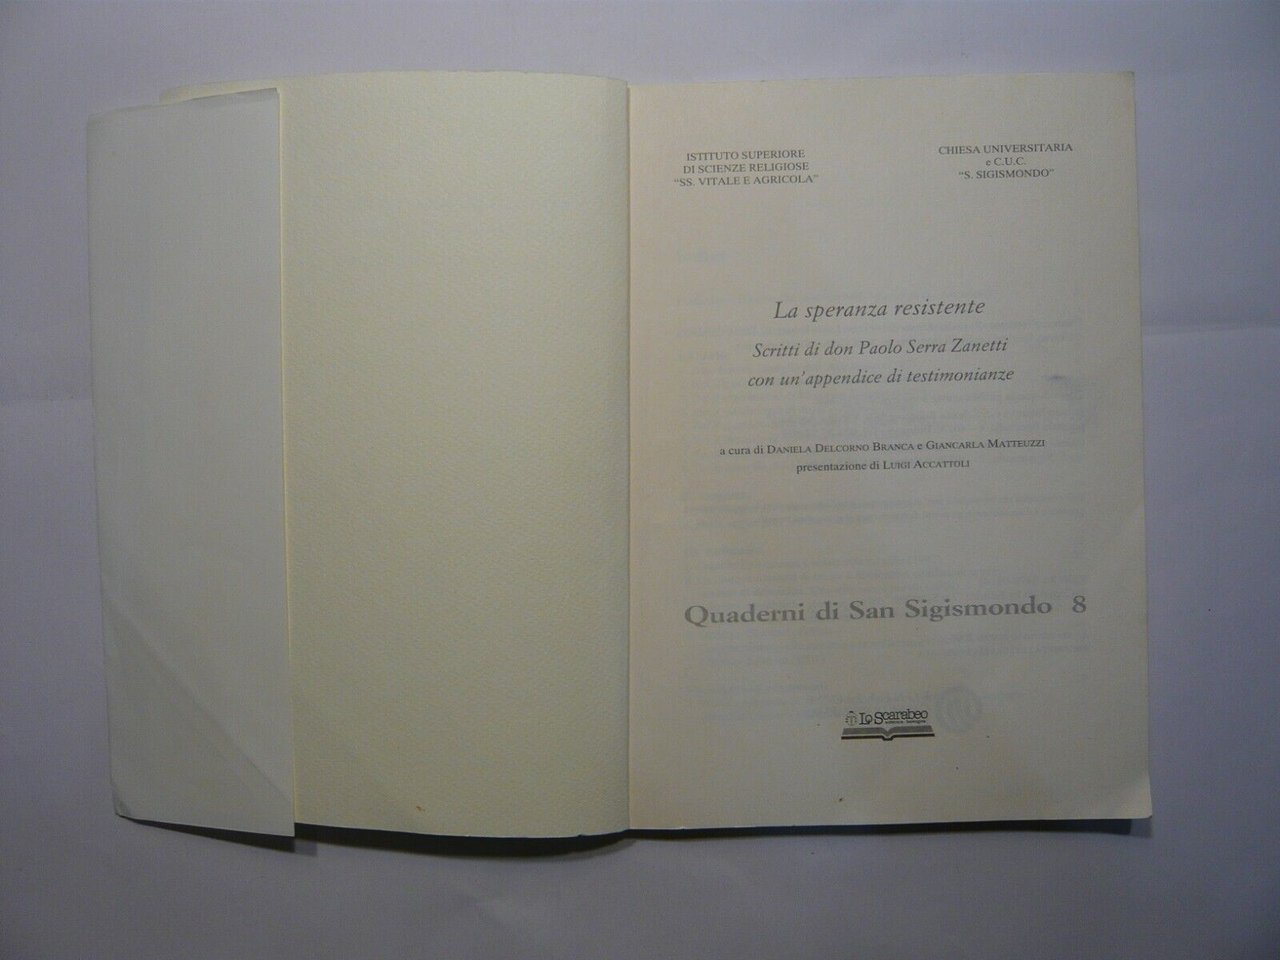 ISTITUTO SUPERIORE
DI SCIENZE RELIGIOSE
“SS. VITALE E AGRICOLA”
CHIESA UNIVERSITARIA
e C.U.C.
“S. SIGISMONDO”
La speranza resistente
Scritti di don Paolo Serra Zanetti
con un’appendice di testimonianze
a cura di DANIELA DELCORNO BRANCA e GIANCARLA MATTEUZZI
presentazione di LUIGI ACCATTOLI
Quaderni di San Sigismondo 8
Lo Scarabeo